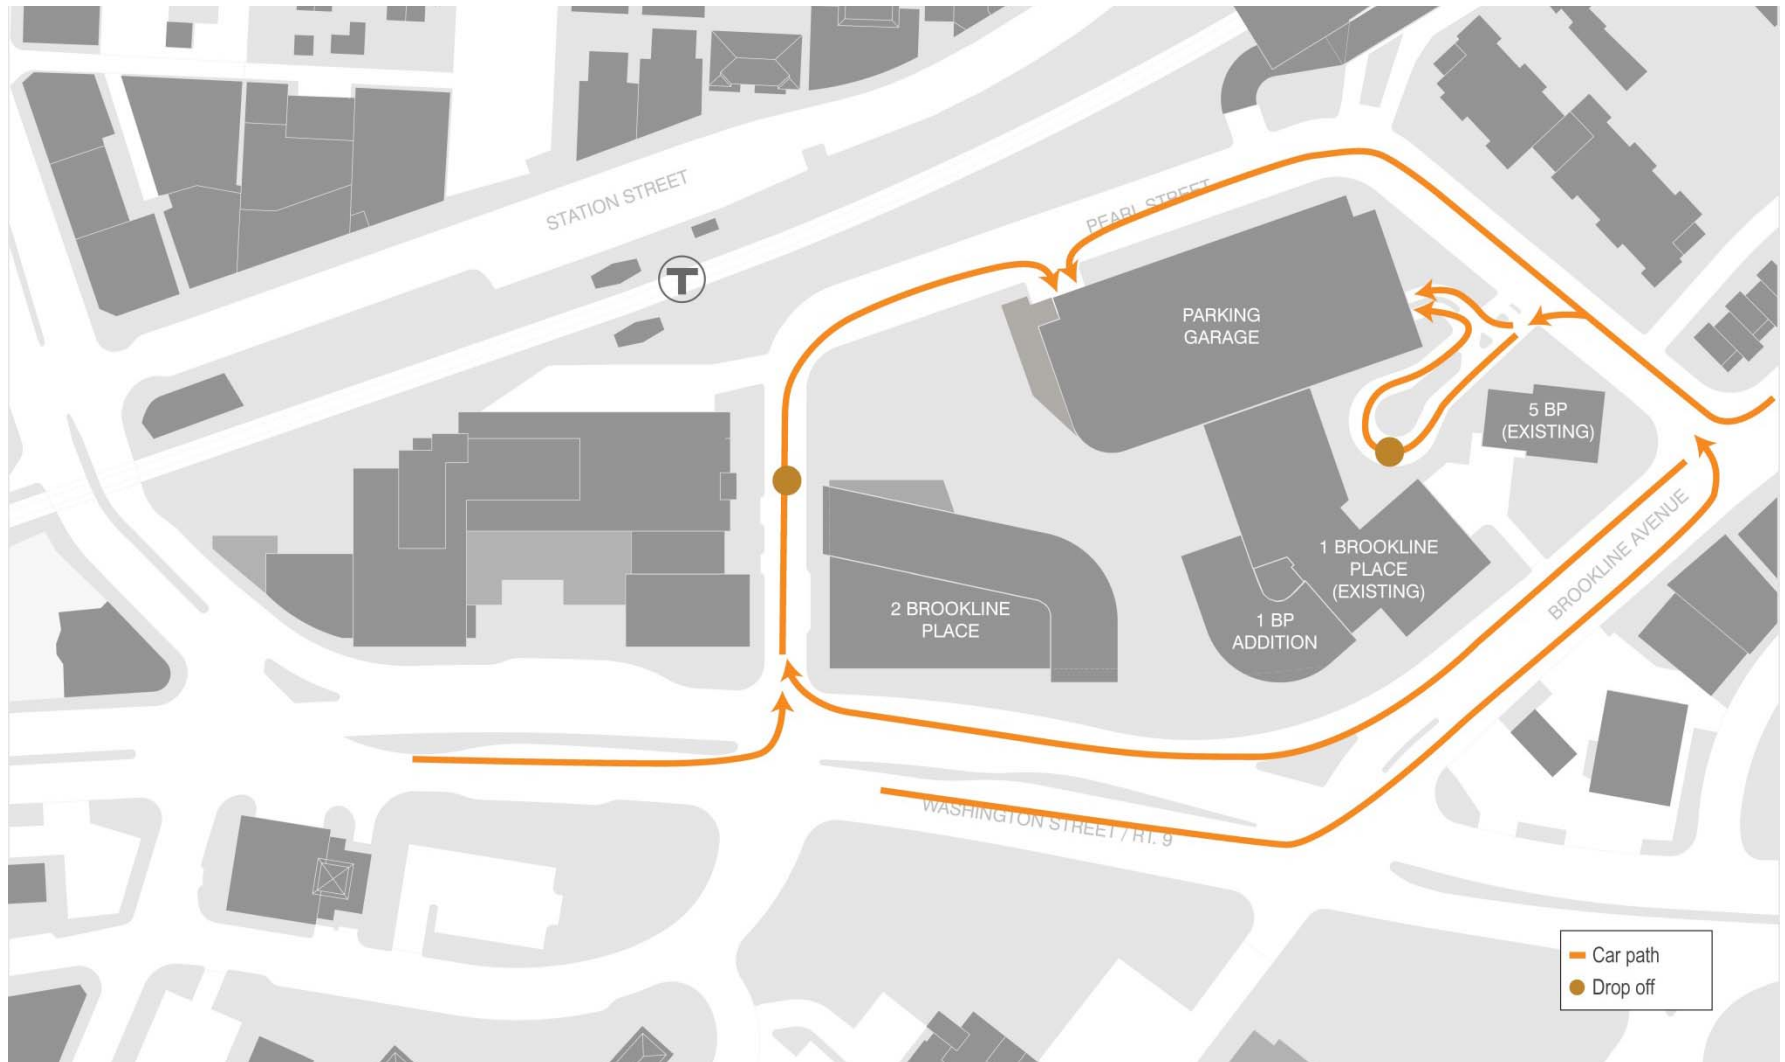 STATION STREET
T
PEARL STREET
PARKING
GARAGE
5 BP
(EXISTING)
1 BROOKLINE
PLACE
(EXISTING)
2 BROOKLINE
PLACE
1 BP
ADDITION
BROOKLINE AVENUE
WASHINGTON STREET / RT. 9
Car path
Drop off